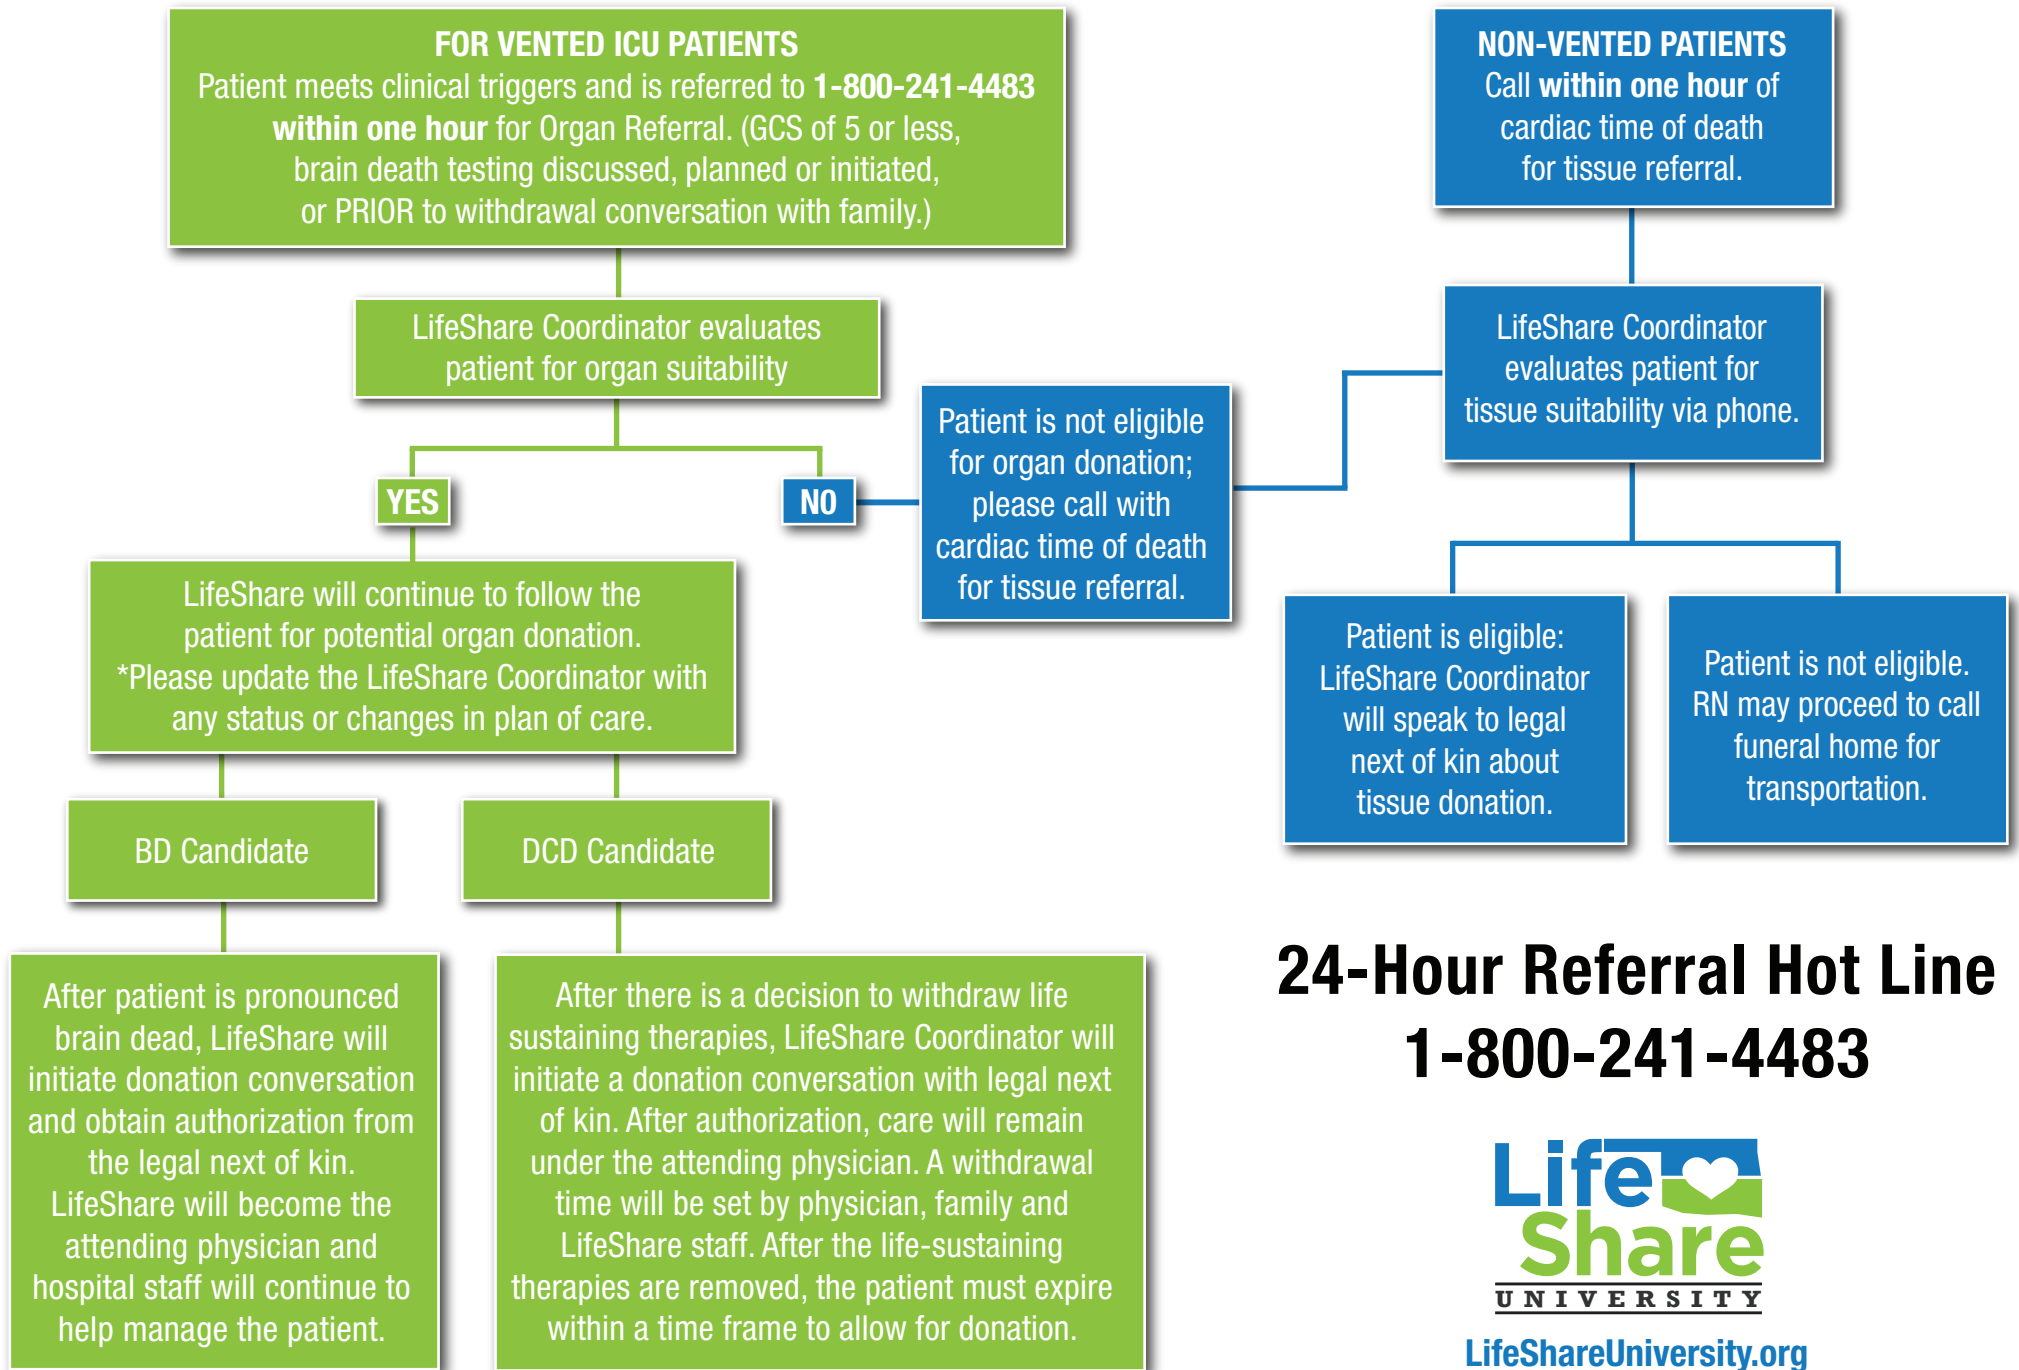 FOR VENTED ICU PATIENTS
Patient meets clinical triggers and is referred to 1-800-241-4483
within one hour for Organ Referral. (GCS of 5 or less,
brain death testing discussed, planned or initiated,
or PRIOR to withdrawal conversation with family.)
NON-VENTED PATIENTS
Call within one hour of
cardiac time of death
for tissue referral.
LifeShare Coordinator evaluates
patient for organ suitability
LifeShare Coordinator
evaluates patient for
tissue suitability via phone.
YES
NO
Patient is not eligible
for organ donation;
please call with
cardiac time of death
for tissue referral.
LifeShare will continue to follow the
patient for potential organ donation.
*Please update the LifeShare Coordinator with
any status or changes in plan of care.
Patient is eligible:
LifeShare Coordinator
will speak to legal
next of kin about
tissue donation.
Patient is not eligible.
RN may proceed to call
funeral home for
transportation.
BD Candidate
DCD Candidate
After patient is pronounced
brain dead, LifeShare will
initiate donation conversation
and obtain authorization from
the legal next of kin.
LifeShare will become the
attending physician and
hospital staff will continue to
help manage the patient.
After there is a decision to withdraw life
sustaining therapies, LifeShare Coordinator will
initiate a donation conversation with legal next
of kin. After authorization, care will remain
under the attending physician. A withdrawal
time will be set by physician, family and
LifeShare staff. After the life-sustaining
therapies are removed, the patient must expire
within a time frame to allow for donation.
24-Hour Referral Hot Line
1-800-241-4483
Life
Share
UNIVERSITY
LifeShareUniversity.org